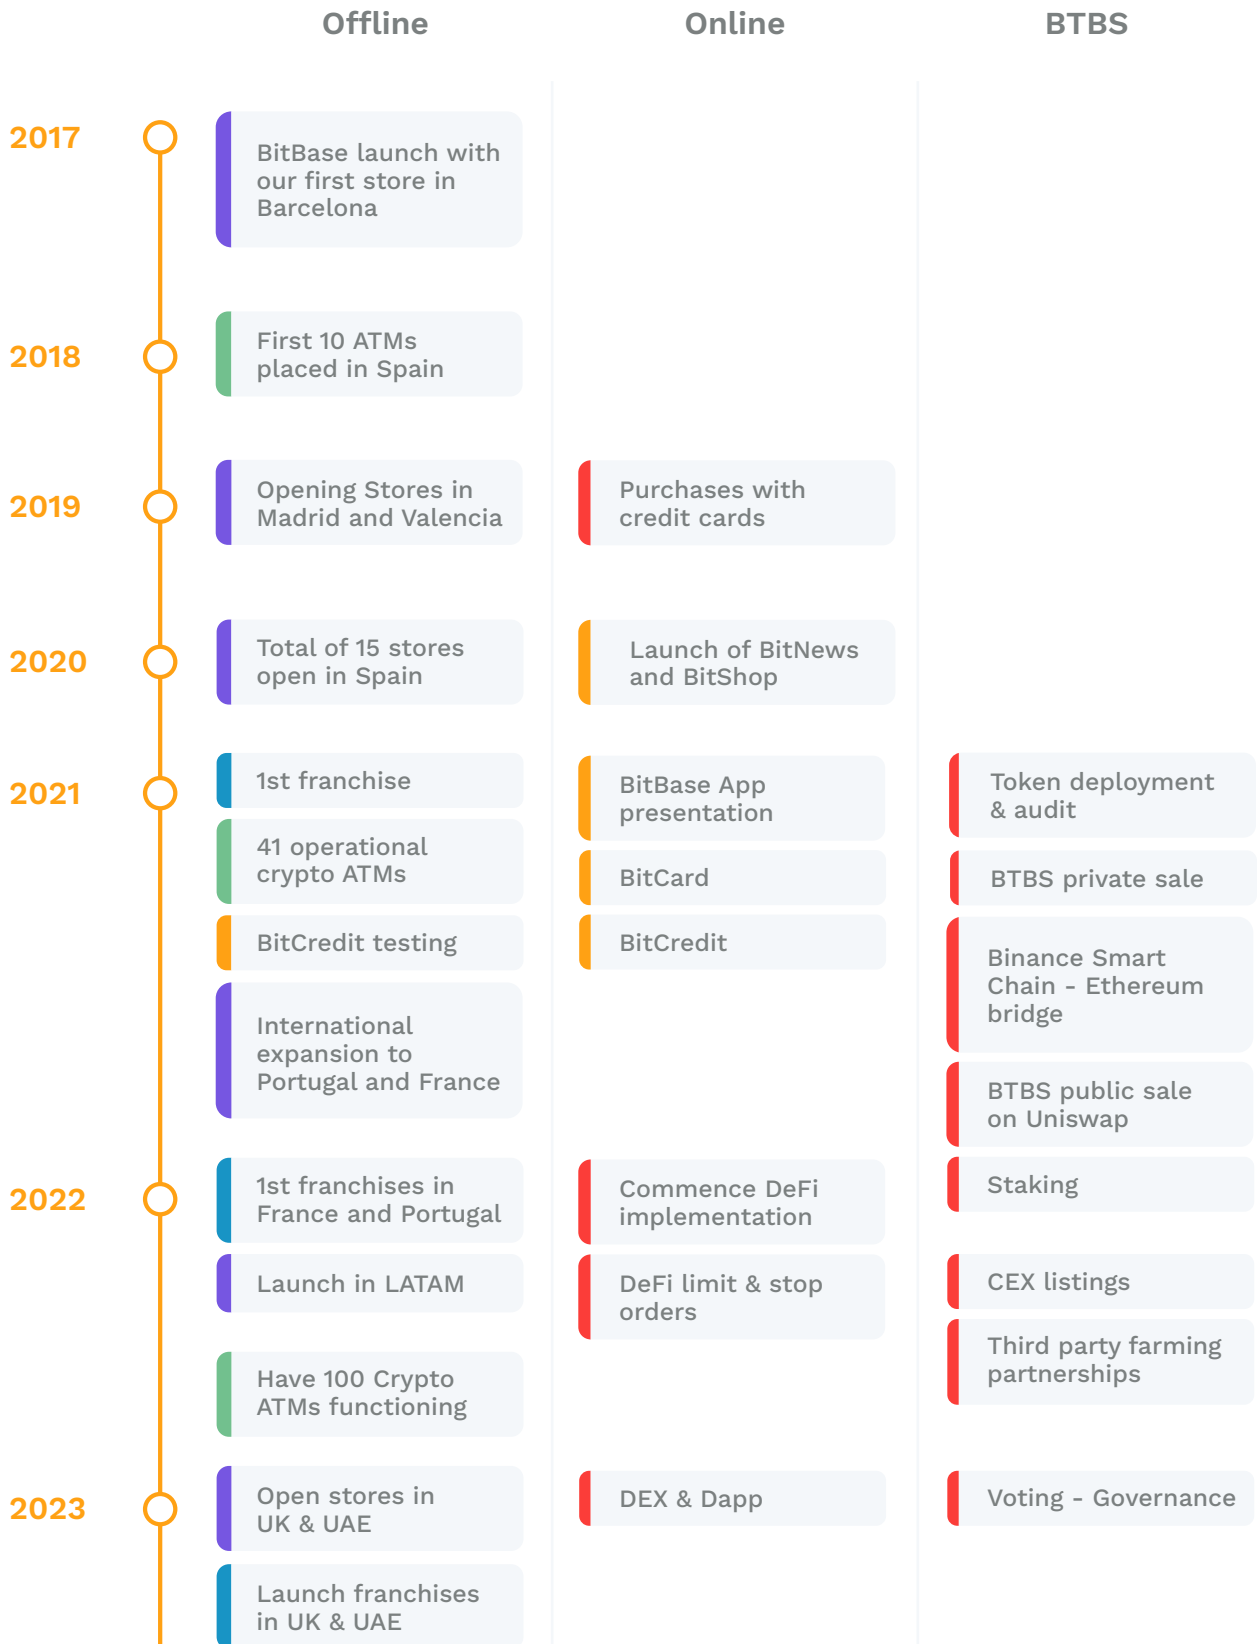 Offline
Online
BTBS
2017
BitBase launch with
our first store in
Barcelona
2018
First 10 ATMs
placed in Spain
2019
Opening Stores in
Madrid and Valencia
Purchases with
credit cards
2020
Total of 15 stores
open in Spain
Launch of BitNews
and BitShop
2021
1st franchise
41 operational
crypto ATMs
BitCredit testing
International
expansion to
Portugal and France
BitBase App
presentation
BitCard
BitCredit
Token deployment
& audit
BTBS private sale
Binance Smart
Chain - Ethereum
bridge
BTBS public sale
on Uniswap
Staking
2022
1st franchises in
France and Portugal
Launch in LATAM
Have 100 Crypto
ATMs functioning
Commence DeFi
implementation
DeFi limit & stop
orders
CEX listings
Third party farming
partnerships
2023
Open stores in
UK & UAE
Launch franchises
in UK & UAE
DEX & Dapp
Voting - Governance